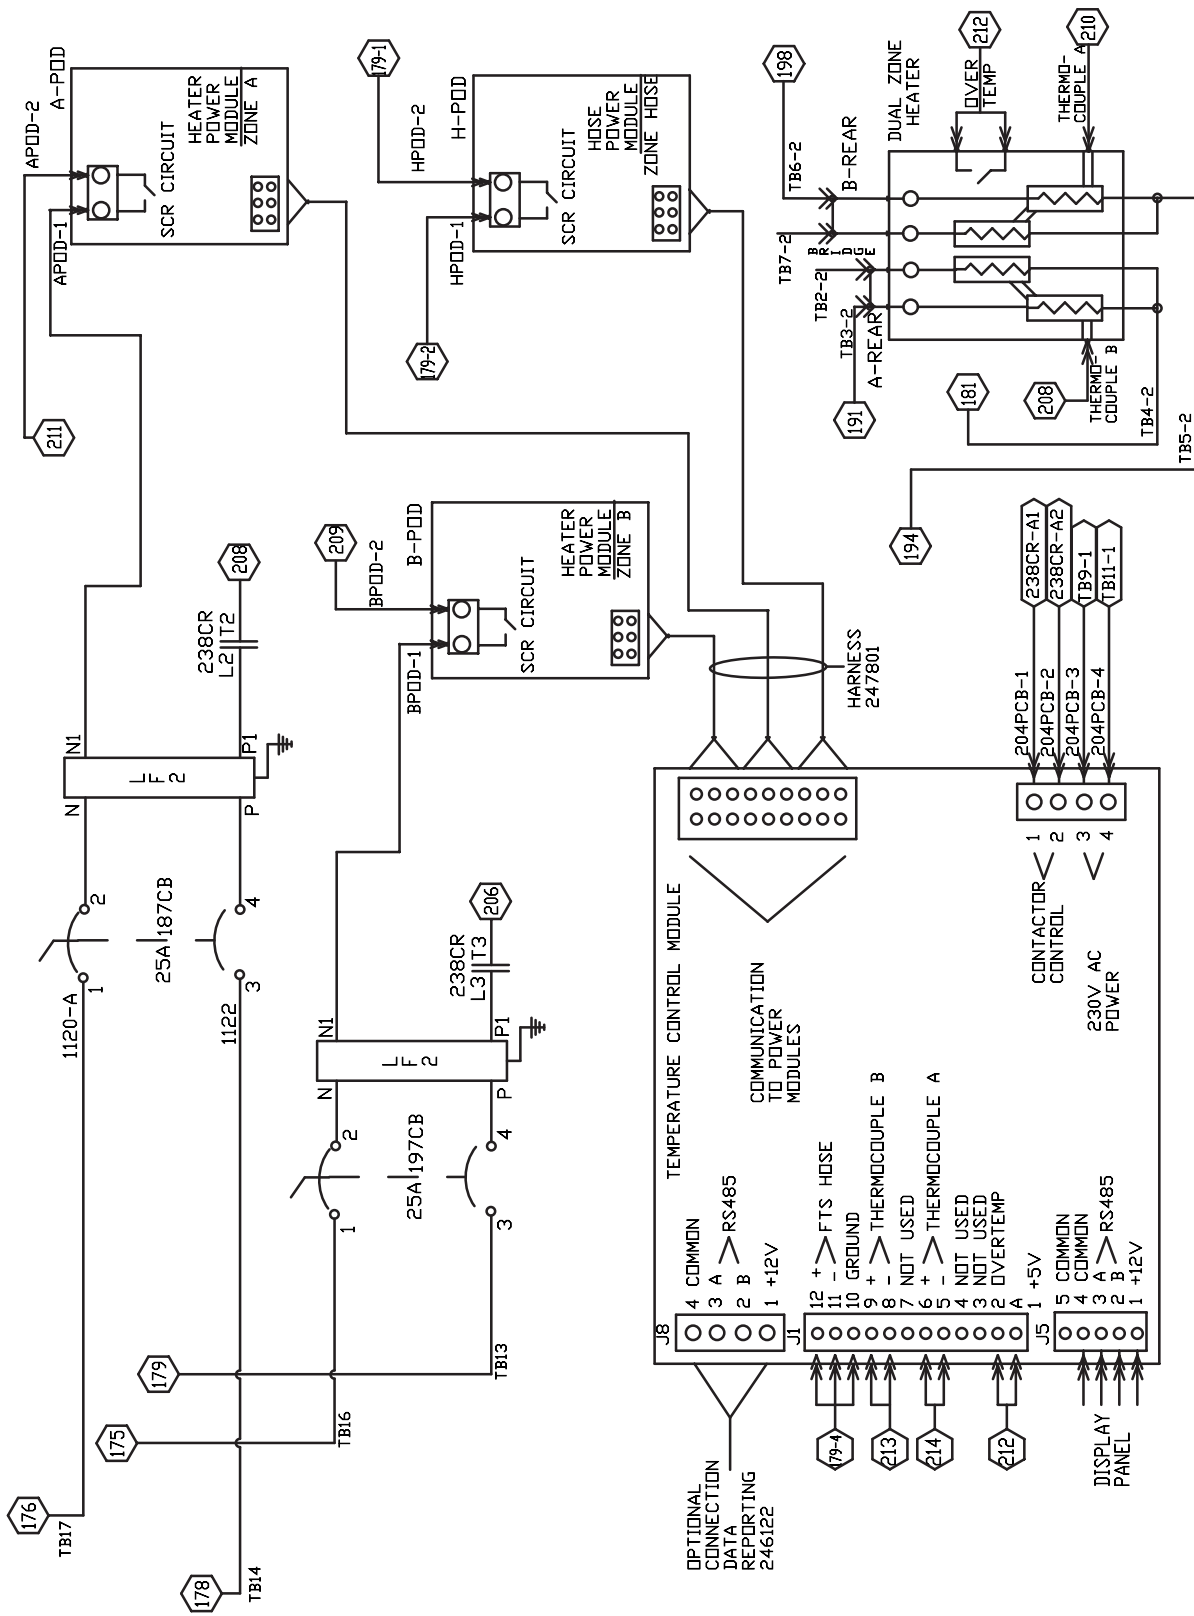 176
TB17
178
TB14
175
TB16
179
TB13
1120-A
1
2
25A 187CB
3
4
1122
N
N1
LF2
P
P1
238CR
L2 T2
208
211
APOD-2
APOD-1
A-POD
HEATER
POWER
MODULE
ZONE A
SCR CIRCUIT
1
2
25A 197CB
3
4
N
N1
LF2
P
P1
238CR
L3 T3
206
209
BPOD-2
BPOD-1
B-POD
HEATER
POWER
MODULE
ZONE B
SCR CIRCUIT
179-1
179-2
HPOD-2
HPOD-1
H-POD
HOSE
POWER
MODULE
ZONE HOSE
SCR CIRCUIT
HARNESS
247801
198
TB6-2
TB7-2
BRIDGE
B-REAR
TB2-2
TB3-2
A-REAR
191
DUAL ZONE
HEATER
OVER
TEMP
212
THERMO-
COUPLE A
210
181
208
THERMO-
COUPLE B
TB4-2
TB5-2
194
TEMPERATURE CONTROL MODULE
COMMUNICATION
TO POWER
MODULES
J8
4 COMMON
3 A
2 B
RS485
1 +12V
OPTIONAL
CONNECTION
DATA
REPORTING
246122
J1
12 +
11 -
FTS HOSE
10 GROUND
9 +
8 -
THERMOCOUPLE B
7 NOT USED
6 +
5 -
THERMOCOUPLE A
4 NOT USED
3 NOT USED
2 OVERTEMP
A
1 +5V
179-4
213
214
212
J5
5 COMMON
4 COMMON
3 A
2 B
RS485
1 +12V
DISPLAY
PANEL
1
2
3
4
CONTACTOR
CONTROL
230V AC
POWER
204PCB-1
204PCB-2
204PCB-3
204PCB-4
238CR-A1
238CR-A2
TB9-1
TB11-1